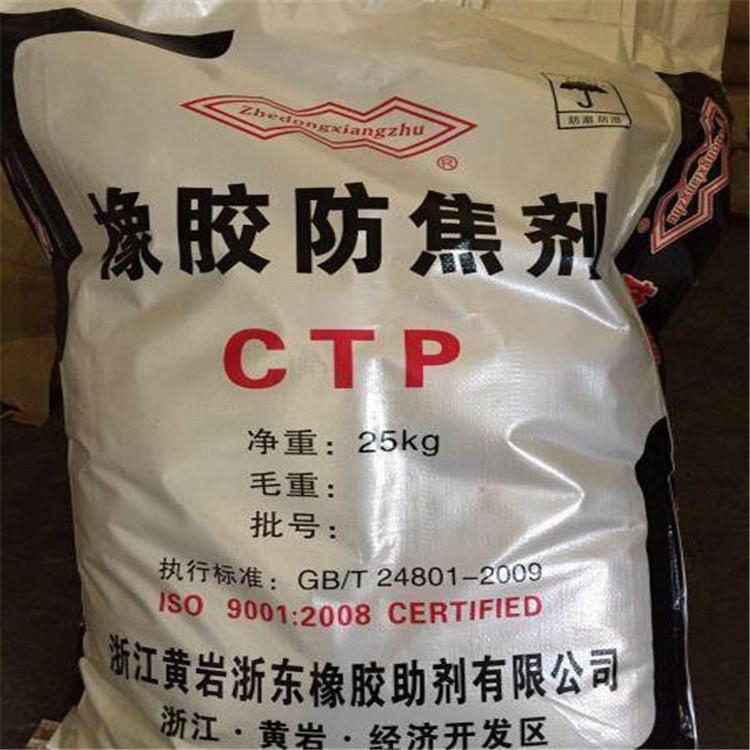 Zhedongxiangzhu
®
防潮 防湿
橡胶防焦剂
CTP
净重：25kg
毛重：
批号：
执行标准：GB/T 24801-2009
ISO 9001:2008 CERTIFIED
浙江黄岩浙东橡胶助剂有限公司
浙江·黄岩·经济开发区